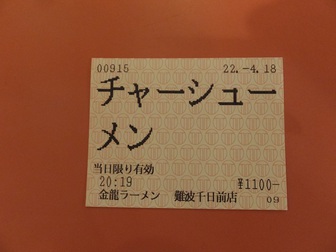 00915 22.-4.18
チャーシュー
メン
当日限り有効
20:19 ¥1100-
金龍ラーメン 難波千日前店
09